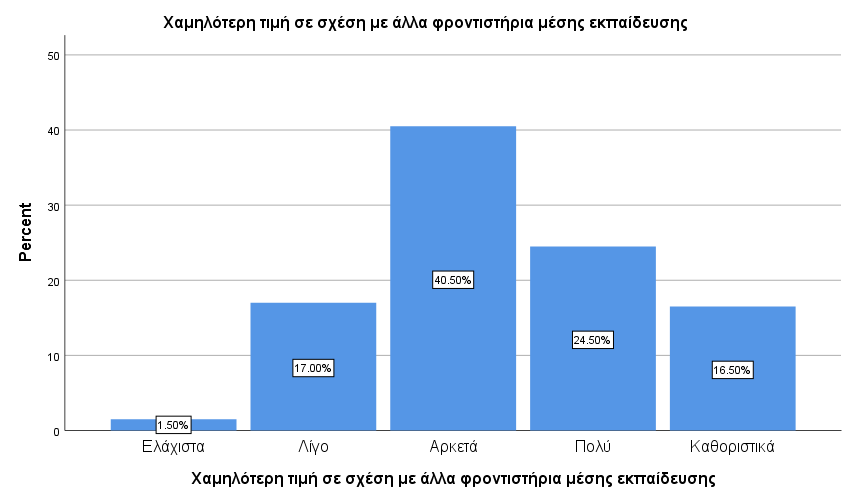 Χαμηλότερη τιμή σε σχέση με άλλα φροντιστήρια μέσης εκπαίδευσης
50
40
30
20
10
0
Percent
1.50%
17.00%
40.50%
24.50%
16.50%
Ελάχιστα
Λίγο
Αρκετά
Πολύ
Καθοριστικά
Χαμηλότερη τιμή σε σχέση με άλλα φροντιστήρια μέσης εκπαίδευσης